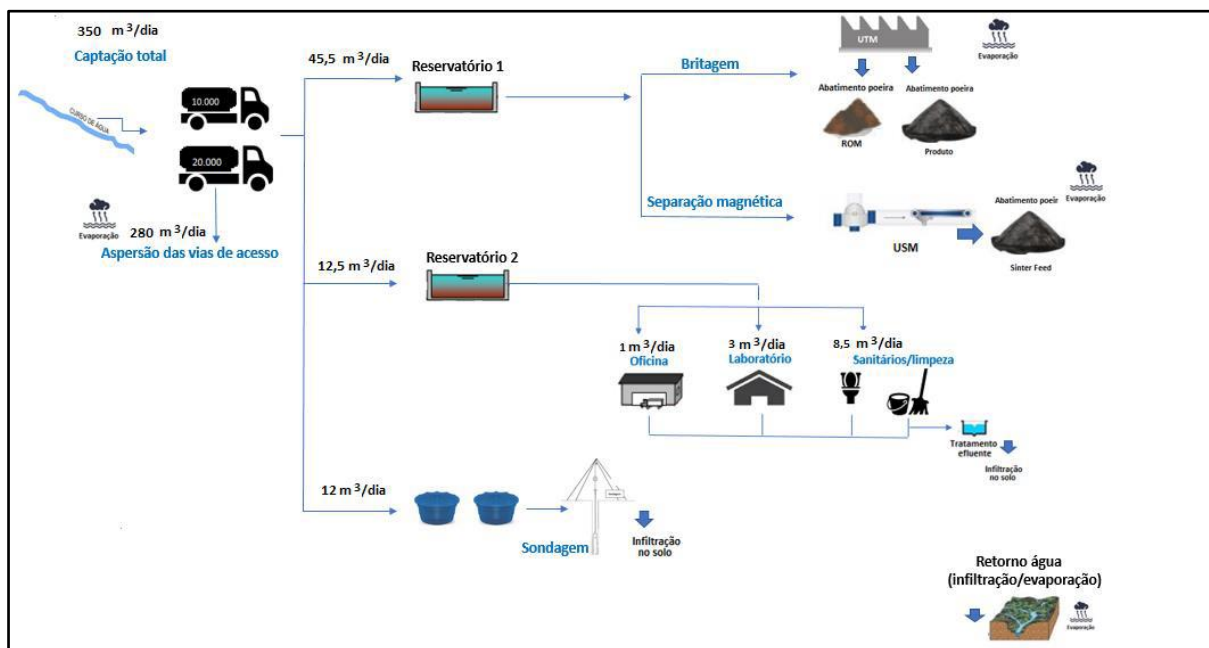 350 m³/dia
Captação total
CURSO DE ÁGUA
10.000
20.000
Evaporação
280 m³/dia
Aspersão das vias de acesso
45,5 m³/dia
Reservatório 1
Britagem
UTM
Evaporação
Abatimento poeira
Abatimento poeira
ROM
Produto
Separação magnética
USM
Abatimento poeir
Evaporação
Sinter Feed
12,5 m³/dia
Reservatório 2
1 m³/dia
Oficina
3 m³/dia
Laboratório
8,5 m³/dia
Sanitários/limpeza
Tratamento
efluente
Infiltração
no solo
12 m³/dia
Sondagem
Infiltração
no solo
Retorno água
(infiltração/evaporação)
Evaporação